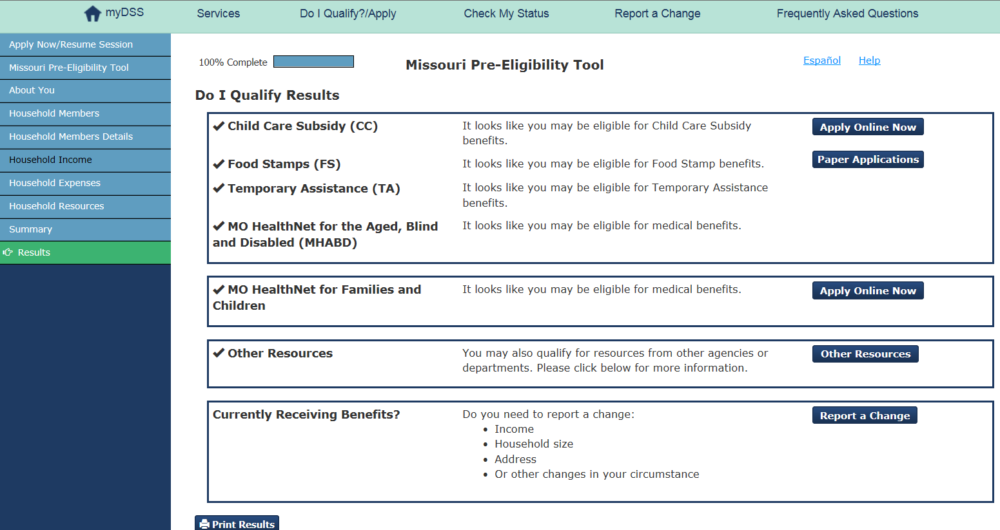 myDSS
Services
Do I Qualify?/Apply
Check My Status
Report a Change
Frequently Asked Questions
Apply Now/Resume Session
Missouri Pre-Eligibility Tool
About You
Household Members
Household Members Details
Household Income
Household Expenses
Household Resources
Summary
Results
100% Complete
Missouri Pre-Eligibility Tool
Español
Help
Do I Qualify Results
Child Care Subsidy (CC)
It looks like you may be eligible for Child Care Subsidy
benefits.
Apply Online Now
Food Stamps (FS)
It looks like you may be eligible for Food Stamp benefits.
Paper Applications
Temporary Assistance (TA)
It looks like you may be eligible for Temporary Assistance
benefits.
MO HealthNet for the Aged, Blind
and Disabled (MHABD)
It looks like you may be eligible for medical benefits.
MO HealthNet for Families and
Children
It looks like you may be eligible for medical benefits.
Apply Online Now
Other Resources
You may also qualify for resources from other agencies or
departments. Please click below for more information.
Other Resources
Currently Receiving Benefits?
Do you need to report a change:
• Income
• Household size
• Address
• Or other changes in your circumstance
Report a Change
Print Results